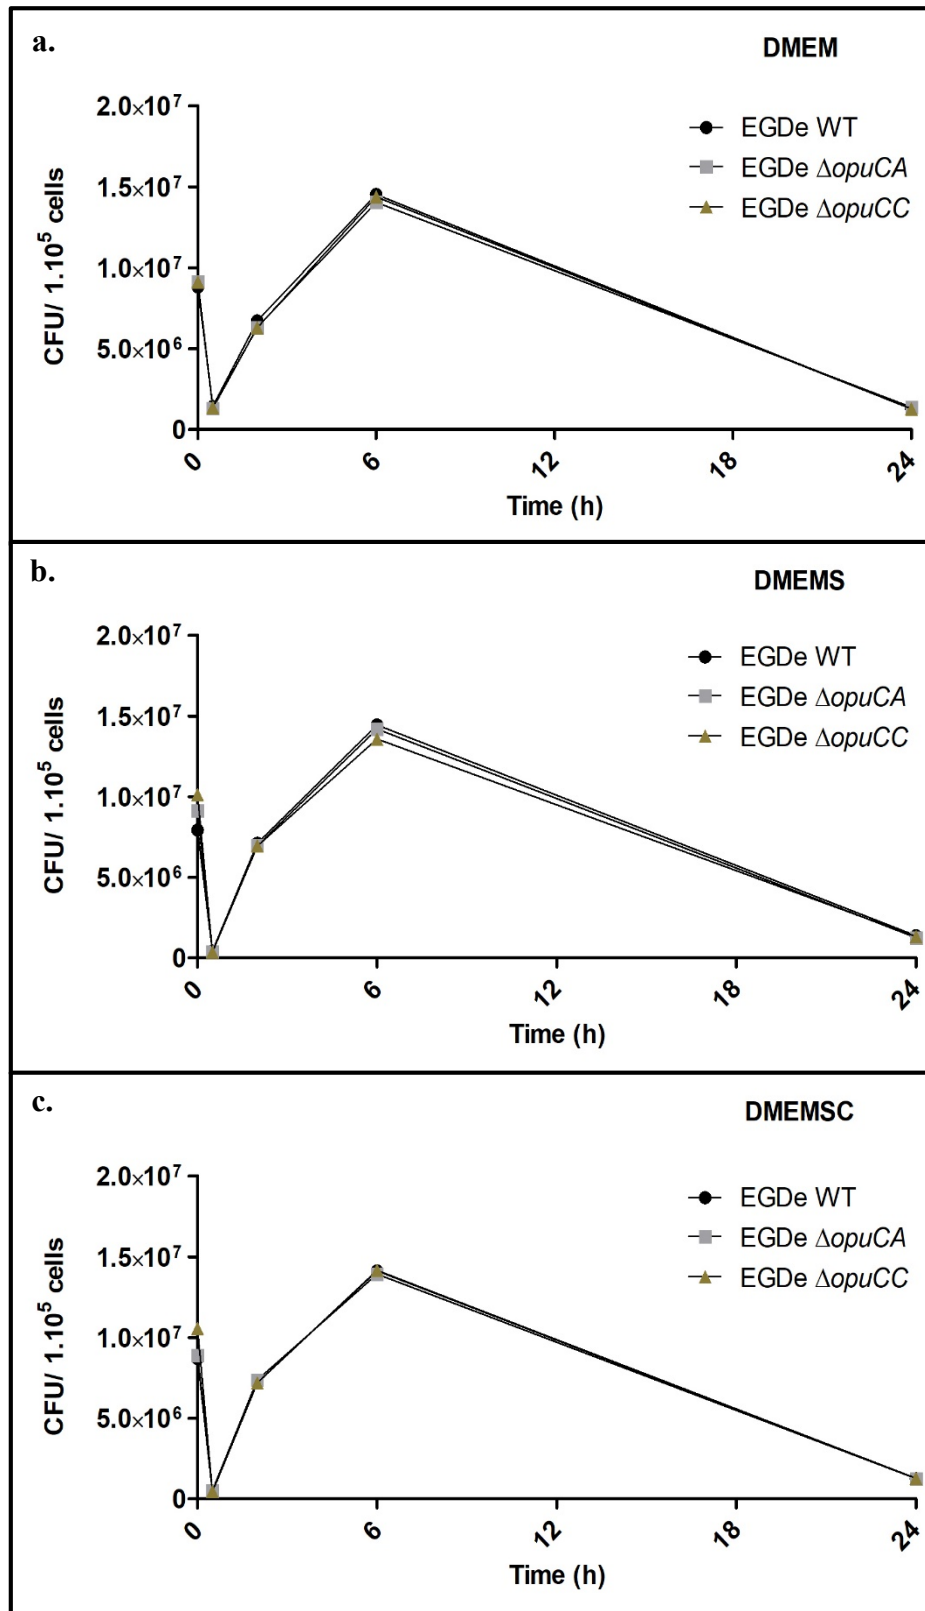 a.
DMEM
2.0×10⁷
1.5×10⁷
1.0×10⁷
5.0×10⁶
0
CFU/ 1.10⁵ cells
EGDe WT
EGDe ΔopuCA
EGDe ΔopuCC
0 6 12 18 24
Time (h)
b.
DMEMS
2.0×10⁷
1.5×10⁷
1.0×10⁷
5.0×10⁶
0
CFU/ 1.10⁵ cells
EGDe WT
EGDe ΔopuCA
EGDe ΔopuCC
0 6 12 18 24
Time (h)
c.
DMEMSC
2.0×10⁷
1.5×10⁷
1.0×10⁷
5.0×10⁶
0
CFU/ 1.10⁵ cells
EGDe WT
EGDe ΔopuCA
EGDe ΔopuCC
0 6 12 18 24
Time (h)